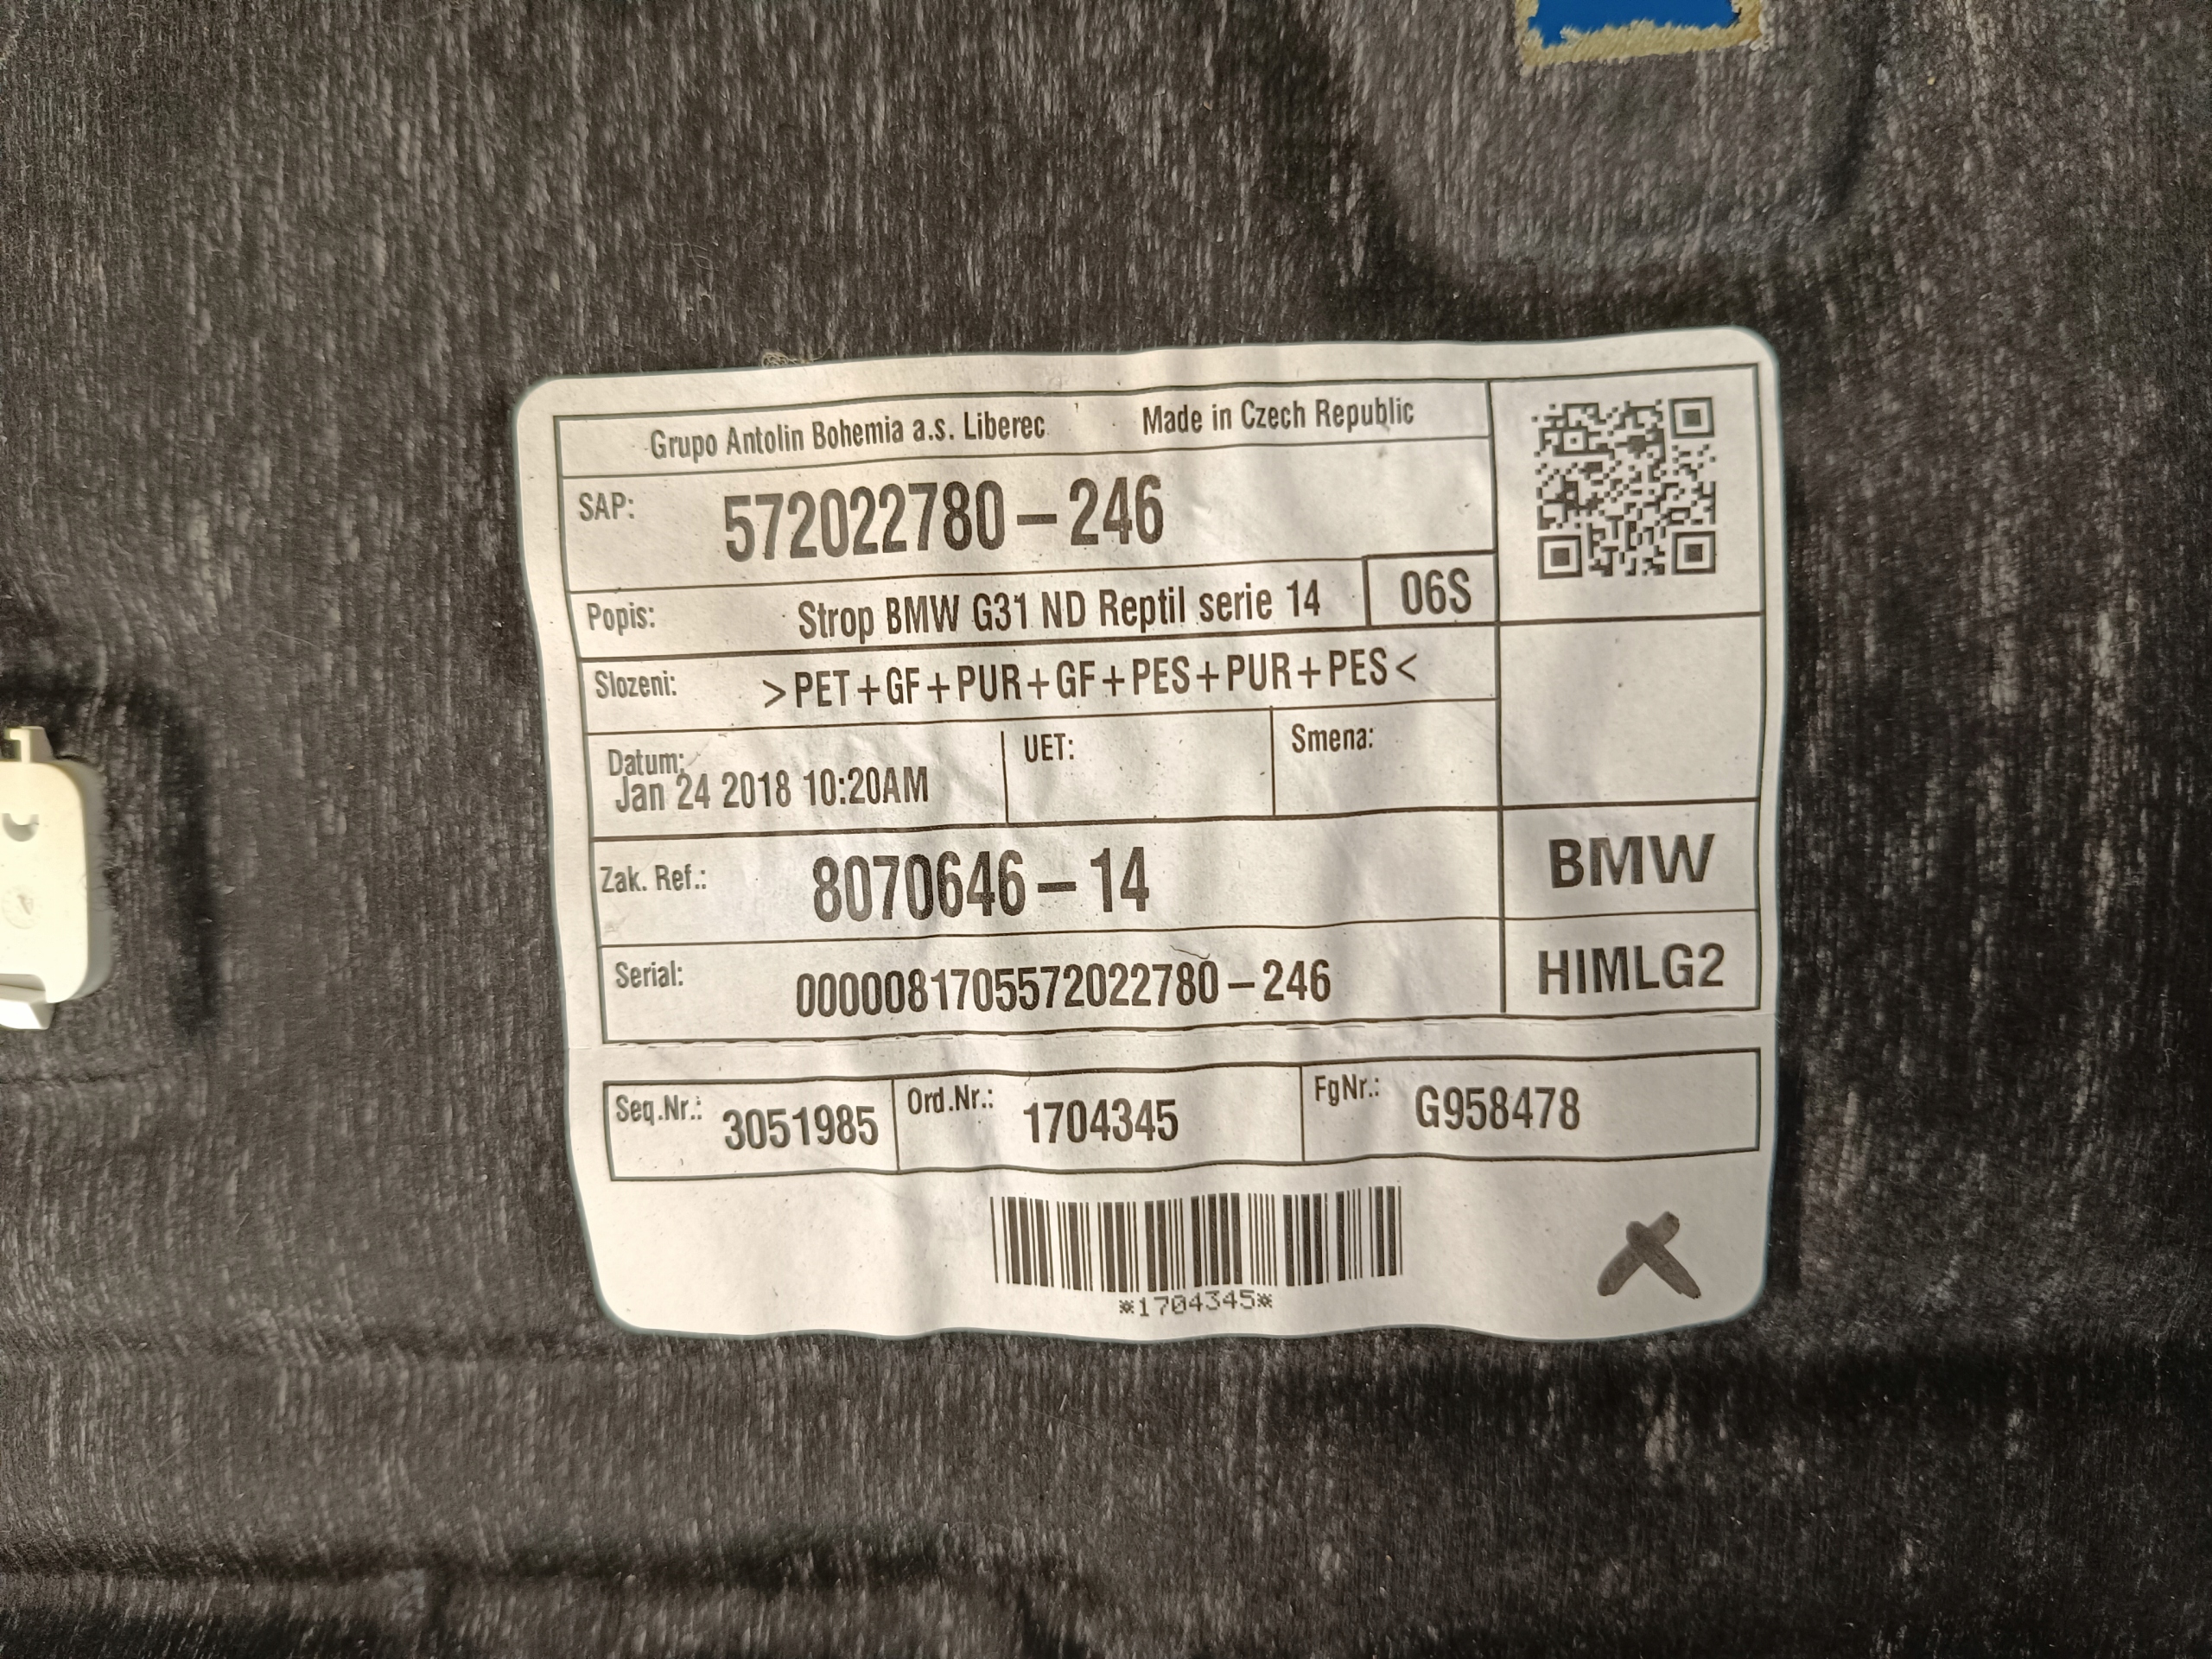 Grupo Antolin Bohemia a.s. Liberec Made in Czech Republic
SAP: 572022780-246
Popis: Strop BMW G31 ND Reptil serie 14 06S
Slozeni: >PET+GF+PUR+GF+PES+PUR+PES<
Datum: UET: Smena:
Jan 24 2018 10:20AM
Zak. Ref.: 8070646-14 BMW
Serial: 0000081705572022780-246 HIMLG2
Seq.Nr.: 3051985 Ord.Nr.: 1704345 FgNr.: G958478
*1704345*